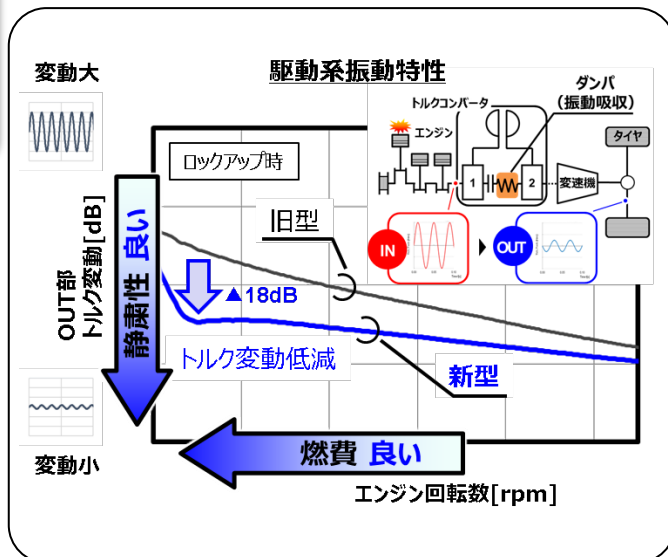 駆動系振動特性
変動大
ダンパ
(振動吸収)
トルクコンバータ
エンジン
タイヤ
1
2
変速機
IN
OUT
ロックアップ時
旧型
▲18dB
トルク変動低減
新型
OUT部
トルク変動[dB]
静粛性 良い
変動小
燃費 良い
エンジン回転数[rpm]